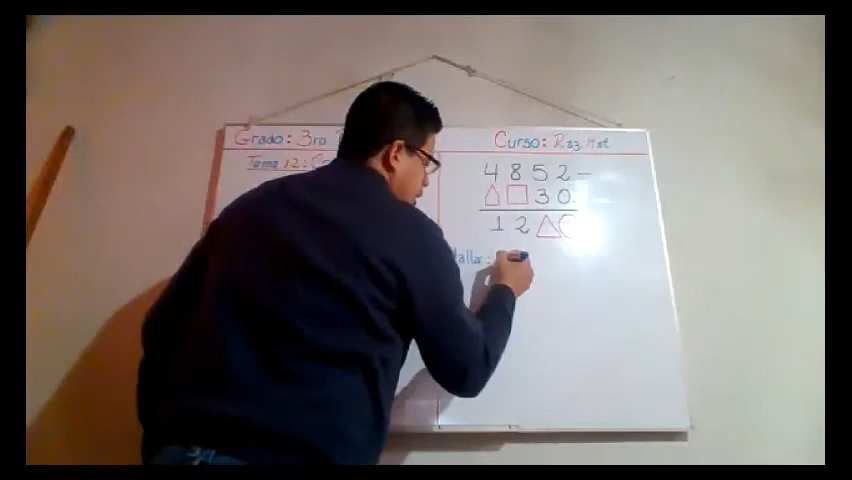 Grado: 3ro
Curso: Raz. Mat
Tema 12:
4 8 5 2 -
△ □ 3 0
1 2 △ ○
Hallar: